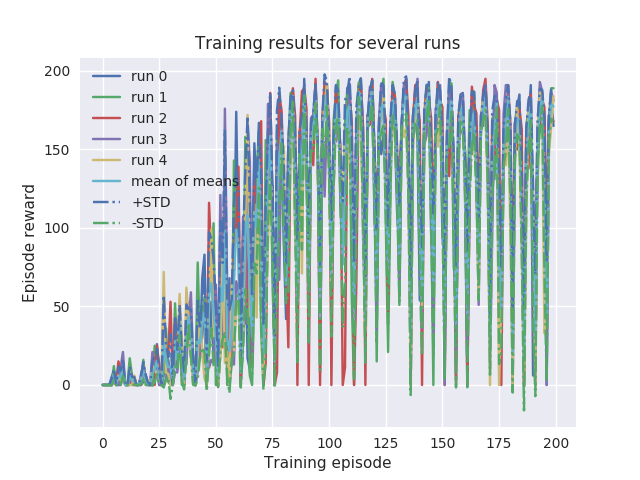 Training results for several runs
run 0
run 1
run 2
run 3
run 4
mean of means
+STD
-STD
Episode reward
200
150
100
50
0
0 25 50 75 100 125 150 175 200
Training episode